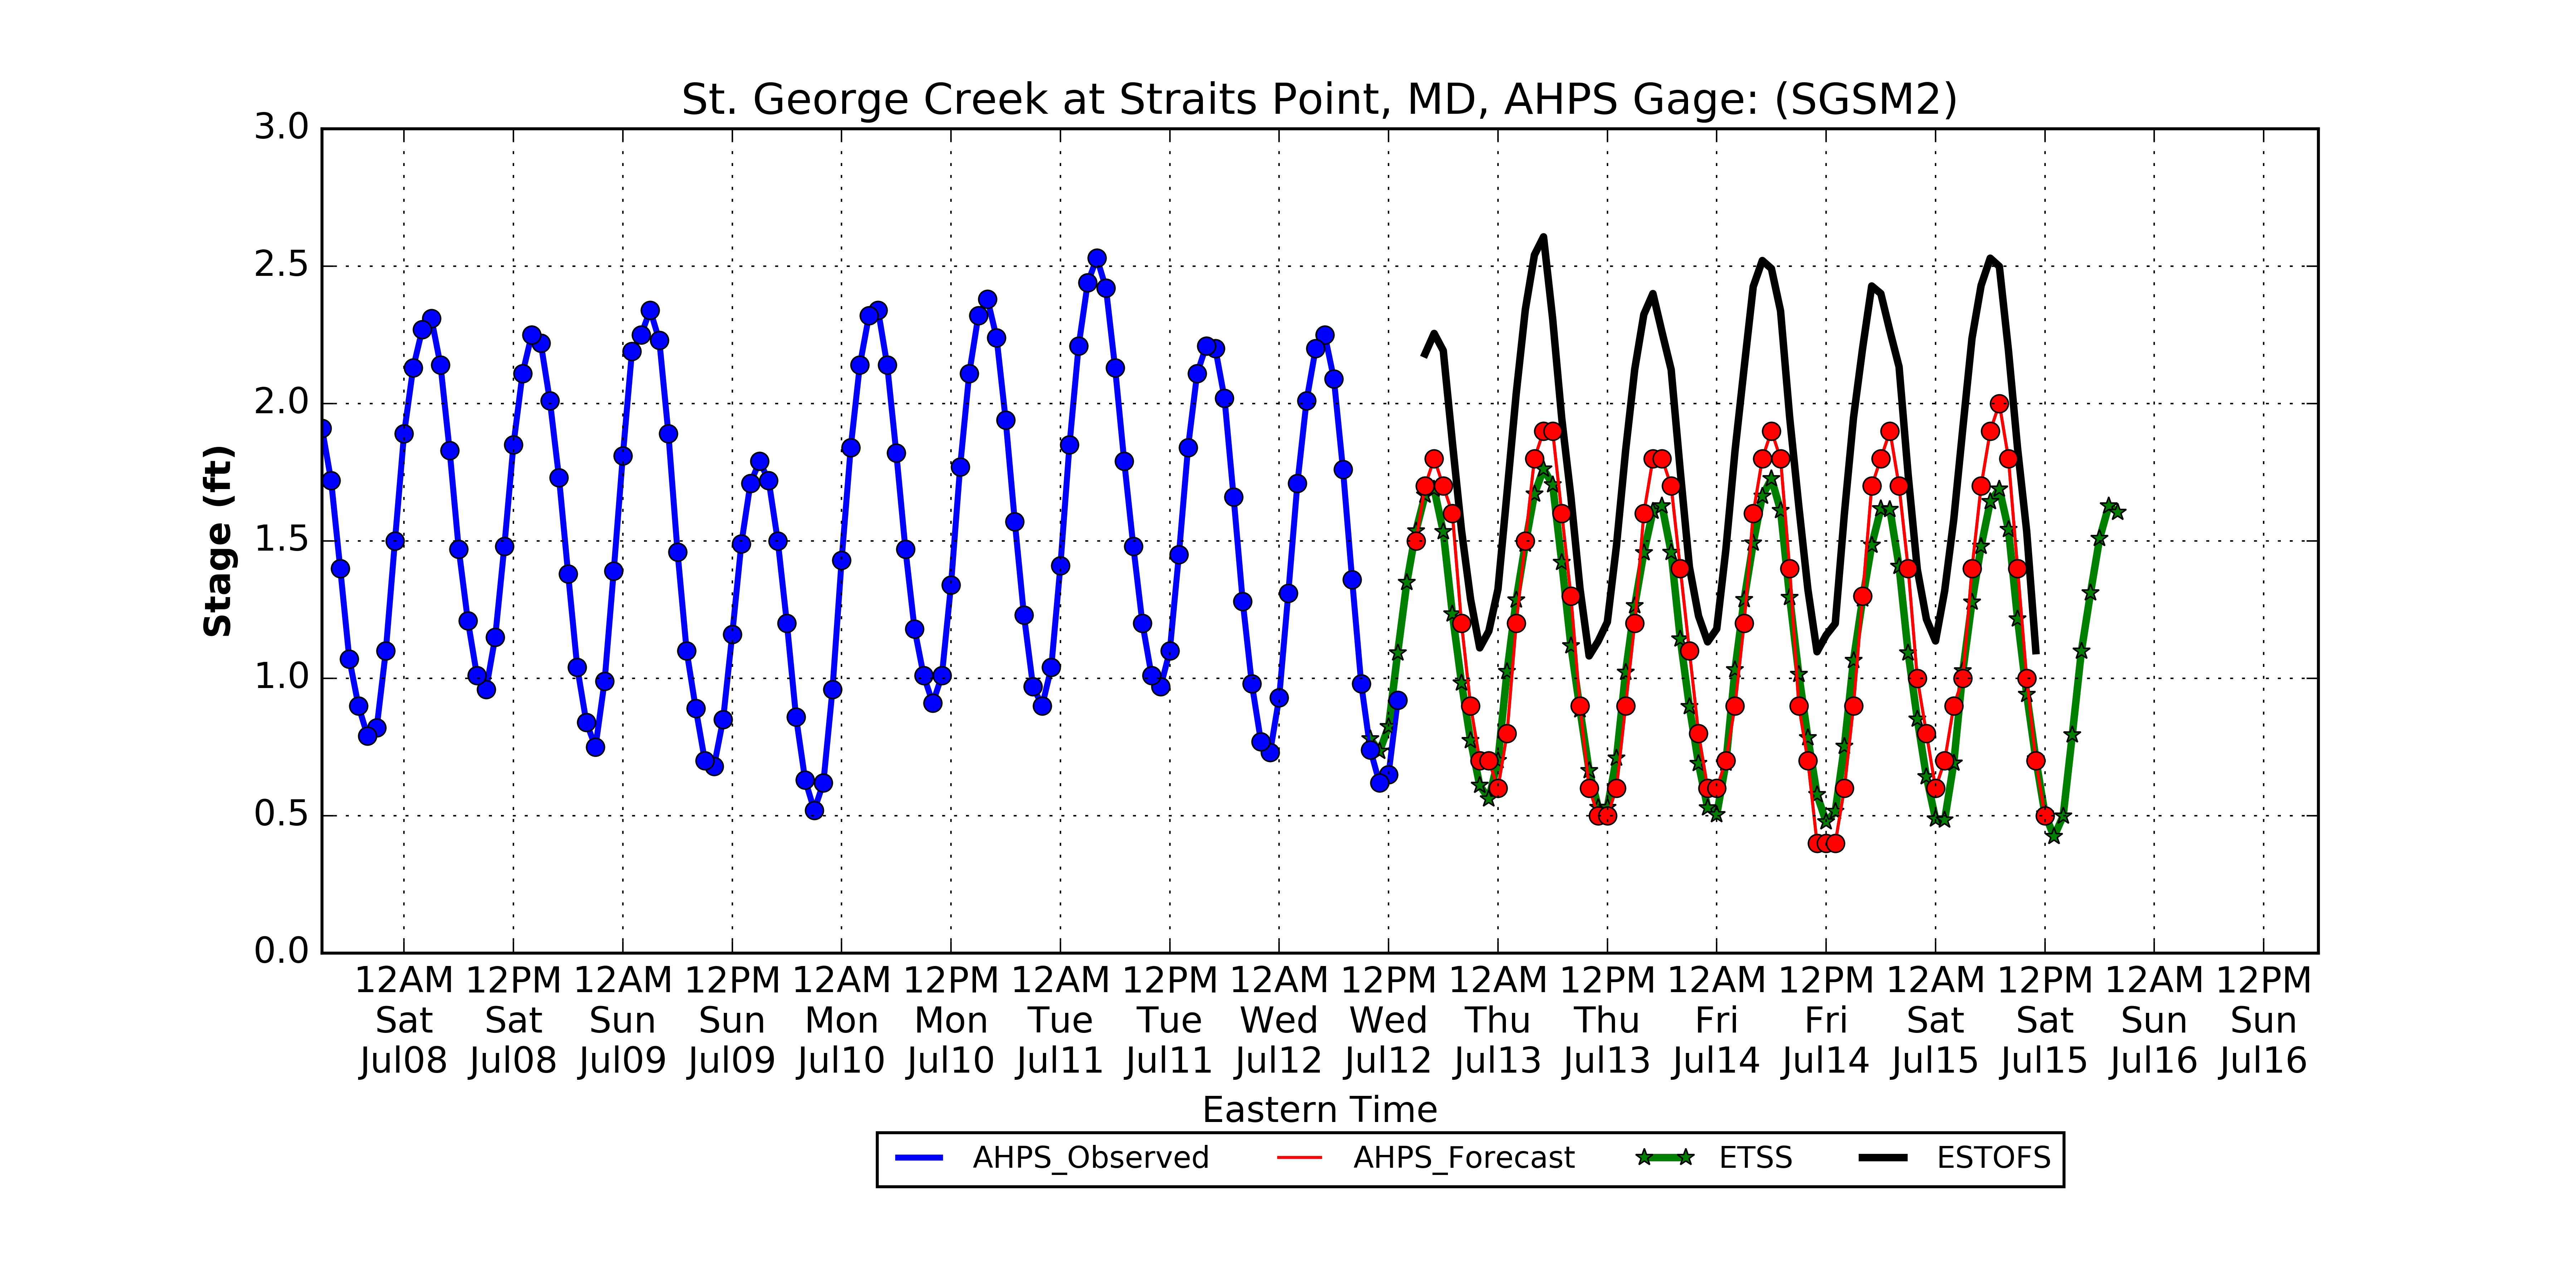 St. George Creek at Straits Point, MD, AHPS Gage: (SGSM2)
3.0
2.5
2.0
1.5
1.0
0.5
0.0
Stage (ft)
12AM 12PM 12AM 12PM 12AM 12PM 12AM 12PM 12AM 12PM 12AM 12PM 12AM 12PM 12AM 12PM 12AM 12PM
Sat Sat Sun Sun Mon Mon Tue Tue Wed Wed Thu Thu Fri Fri Sat Sat Sun Sun
Jul08 Jul08 Jul09 Jul09 Jul10 Jul10 Jul11 Jul11 Jul12 Jul12 Jul13 Jul13 Jul14 Jul14 Jul15 Jul15 Jul16 Jul16
Eastern Time
AHPS_Observed AHPS_Forecast ETSS ESTOFS